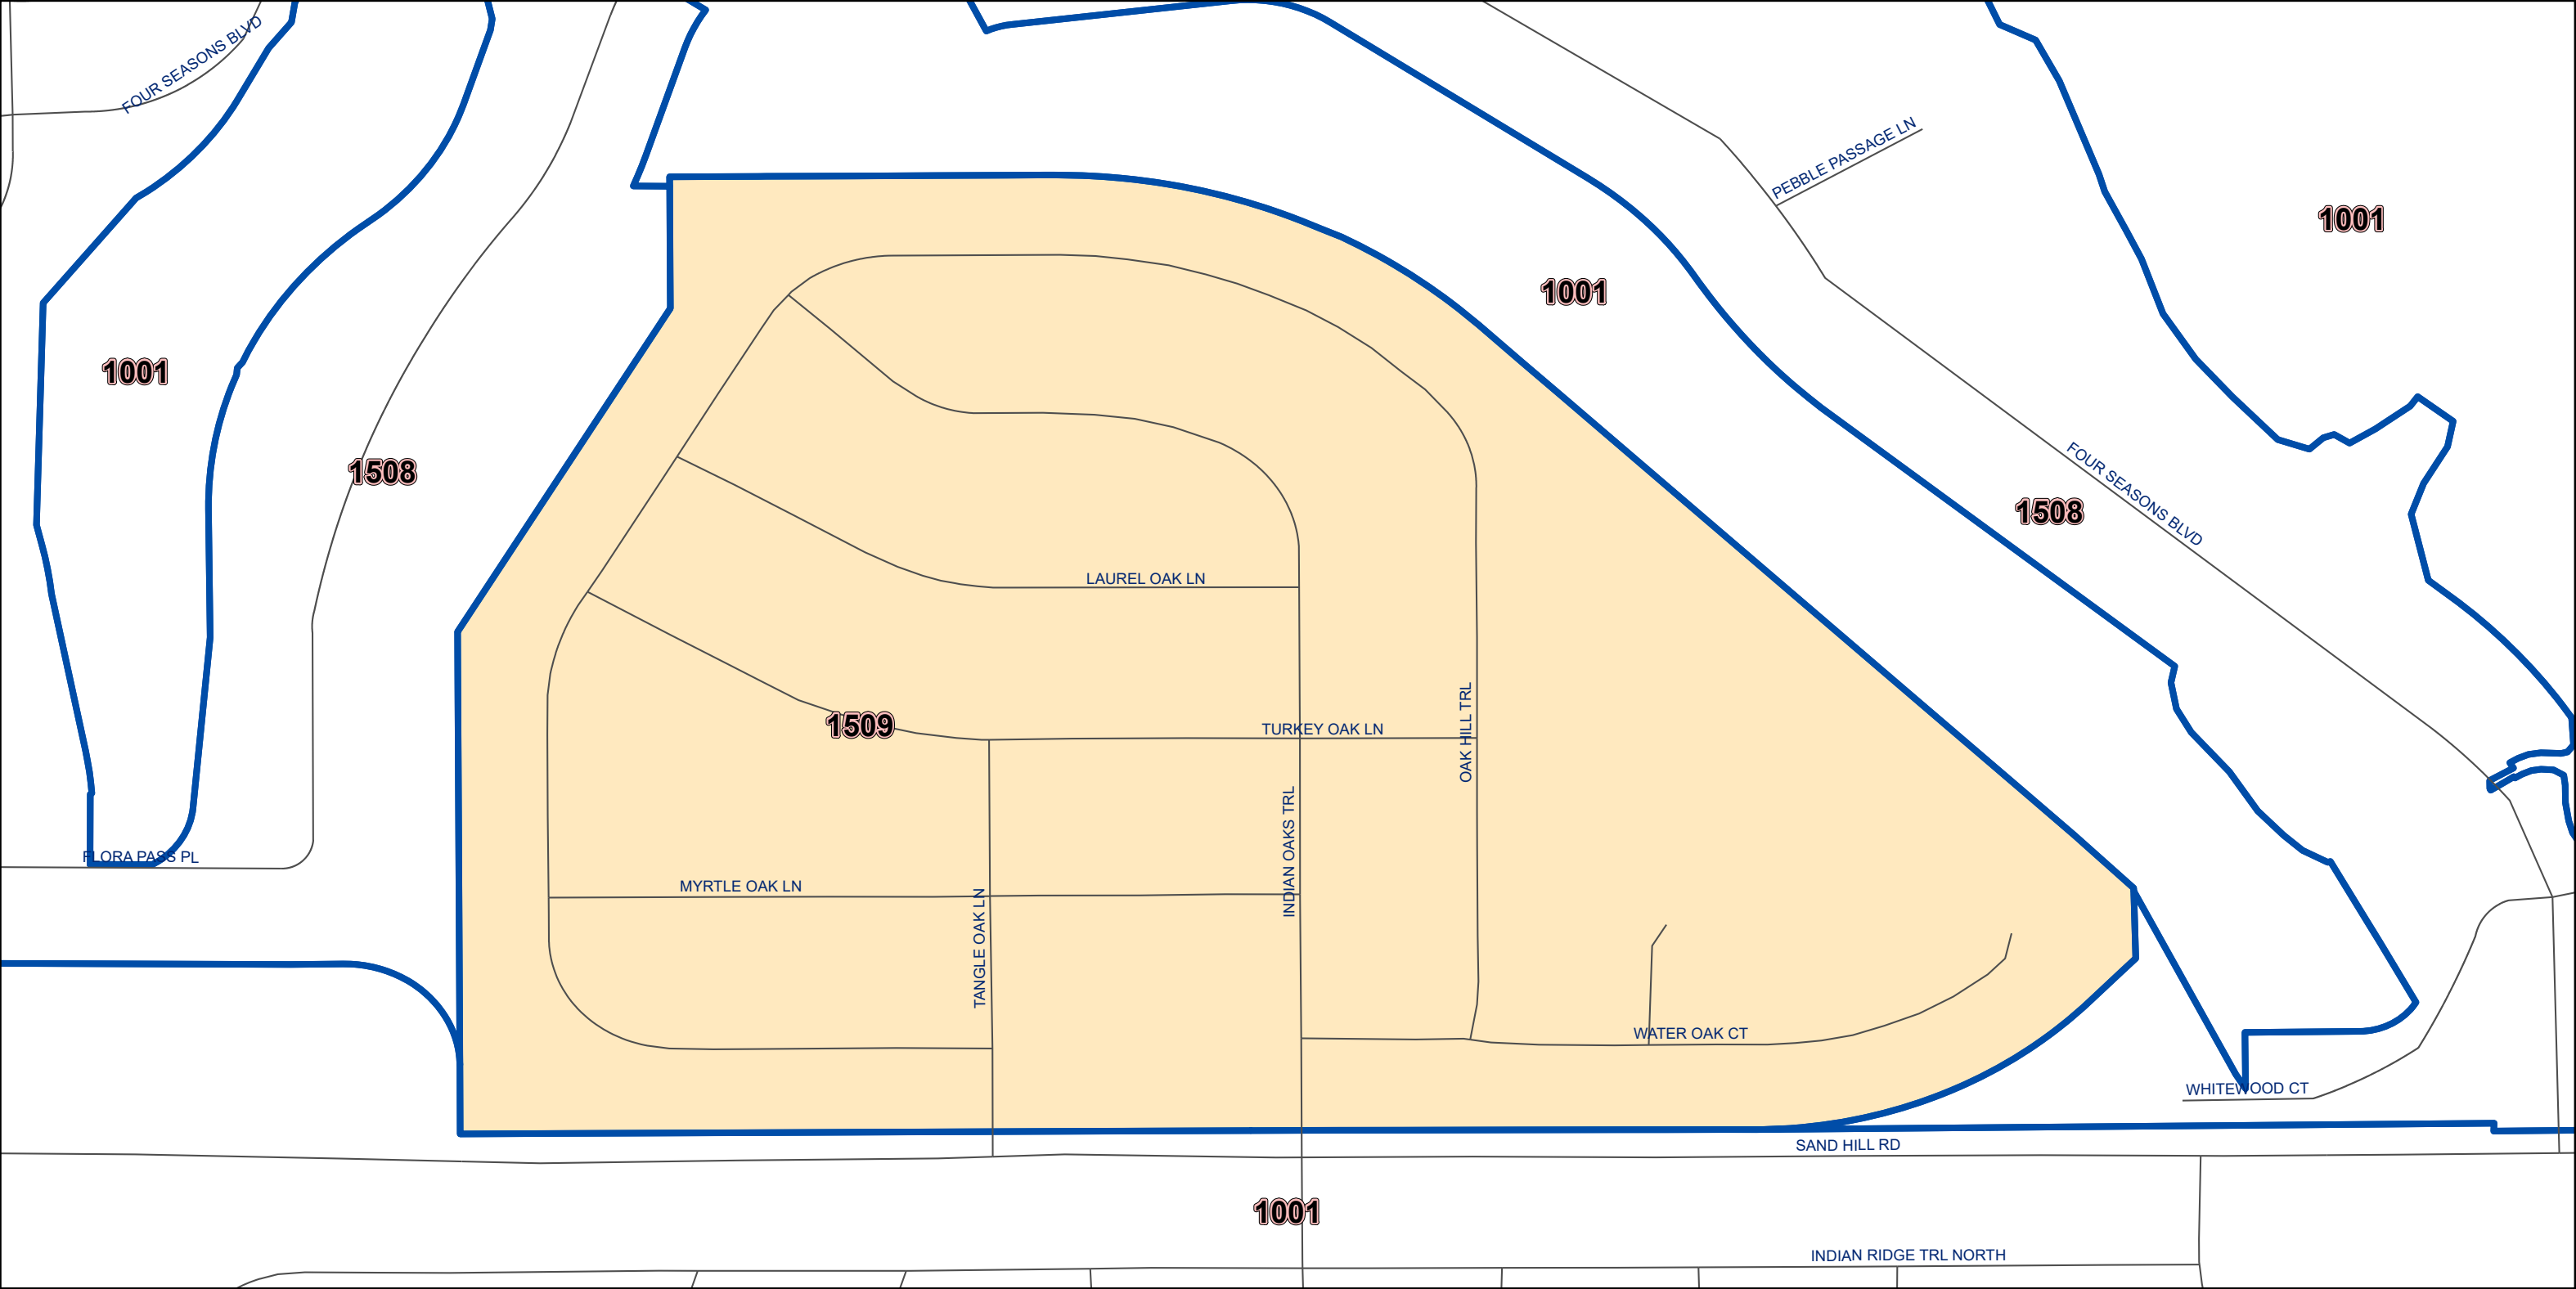 FOUR SEASONS BLVD
PEBBLE PASSAGE LN
1001
1001
1001
1508
FOUR SEASONS BLVD
1508
LAUREL OAK LN
1509
TURKEY OAK LN
OAK HILL TRL
INDIAN OAKS TRL
FLORA PASS PL
MYRTLE OAK LN
TANGLE OAK LN
WATER OAK CT
WHITEWOOD CT
SAND HILL RD
1001
INDIAN RIDGE TRL NORTH